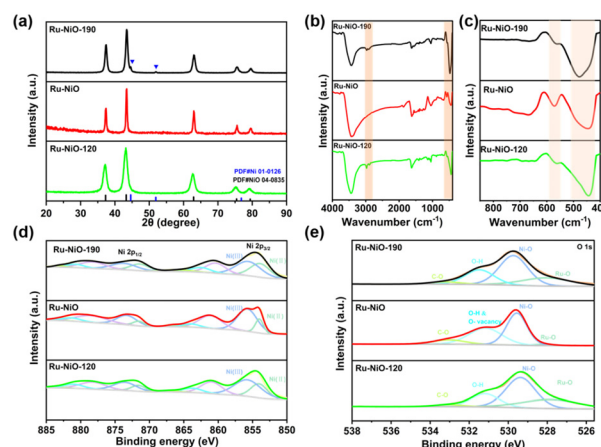 (a)
Ru-NiO-190
Ru-NiO
Ru-NiO-120
PDF#Ni 01-0126
PDF#NiO 04-0835
20 30 40 50 60 70 80 90
2θ (degree)
Intensity (a.u.)
(b)
Ru-NiO-190
Ru-NiO
Ru-NiO-120
4000 3000 2000 1000
Wavenumber (cm⁻¹)
Intensity (a.u.)
(c)
Ru-NiO-190
Ru-NiO
Ru-NiO-120
800 700 600 500 400
Wavenumber (cm⁻¹)
Intensity (a.u.)
(d)
Ni 2p1/2
Ni 2p3/2
Ru-NiO-190
Ni(III)
Ni(II)
Ru-NiO
Ni(III)
Ni(II)
Ru-NiO-120
Ni(III)
Ni(II)
885 880 875 870 865 860 855 850
Binding energy (eV)
Intensity (a.u.)
(e)
O 1s
Ru-NiO-190
C-O
O-H
Ni-O
Ru-O
Ru-NiO
C-O
O-H &
Oᵥ vacancy
Ni-O
Ru-O
Ru-NiO-120
C-O
O-H
Ni-O
Ru-O
538 536 534 532 530 528 526
Binding energy (eV)
Intensity (a.u.)